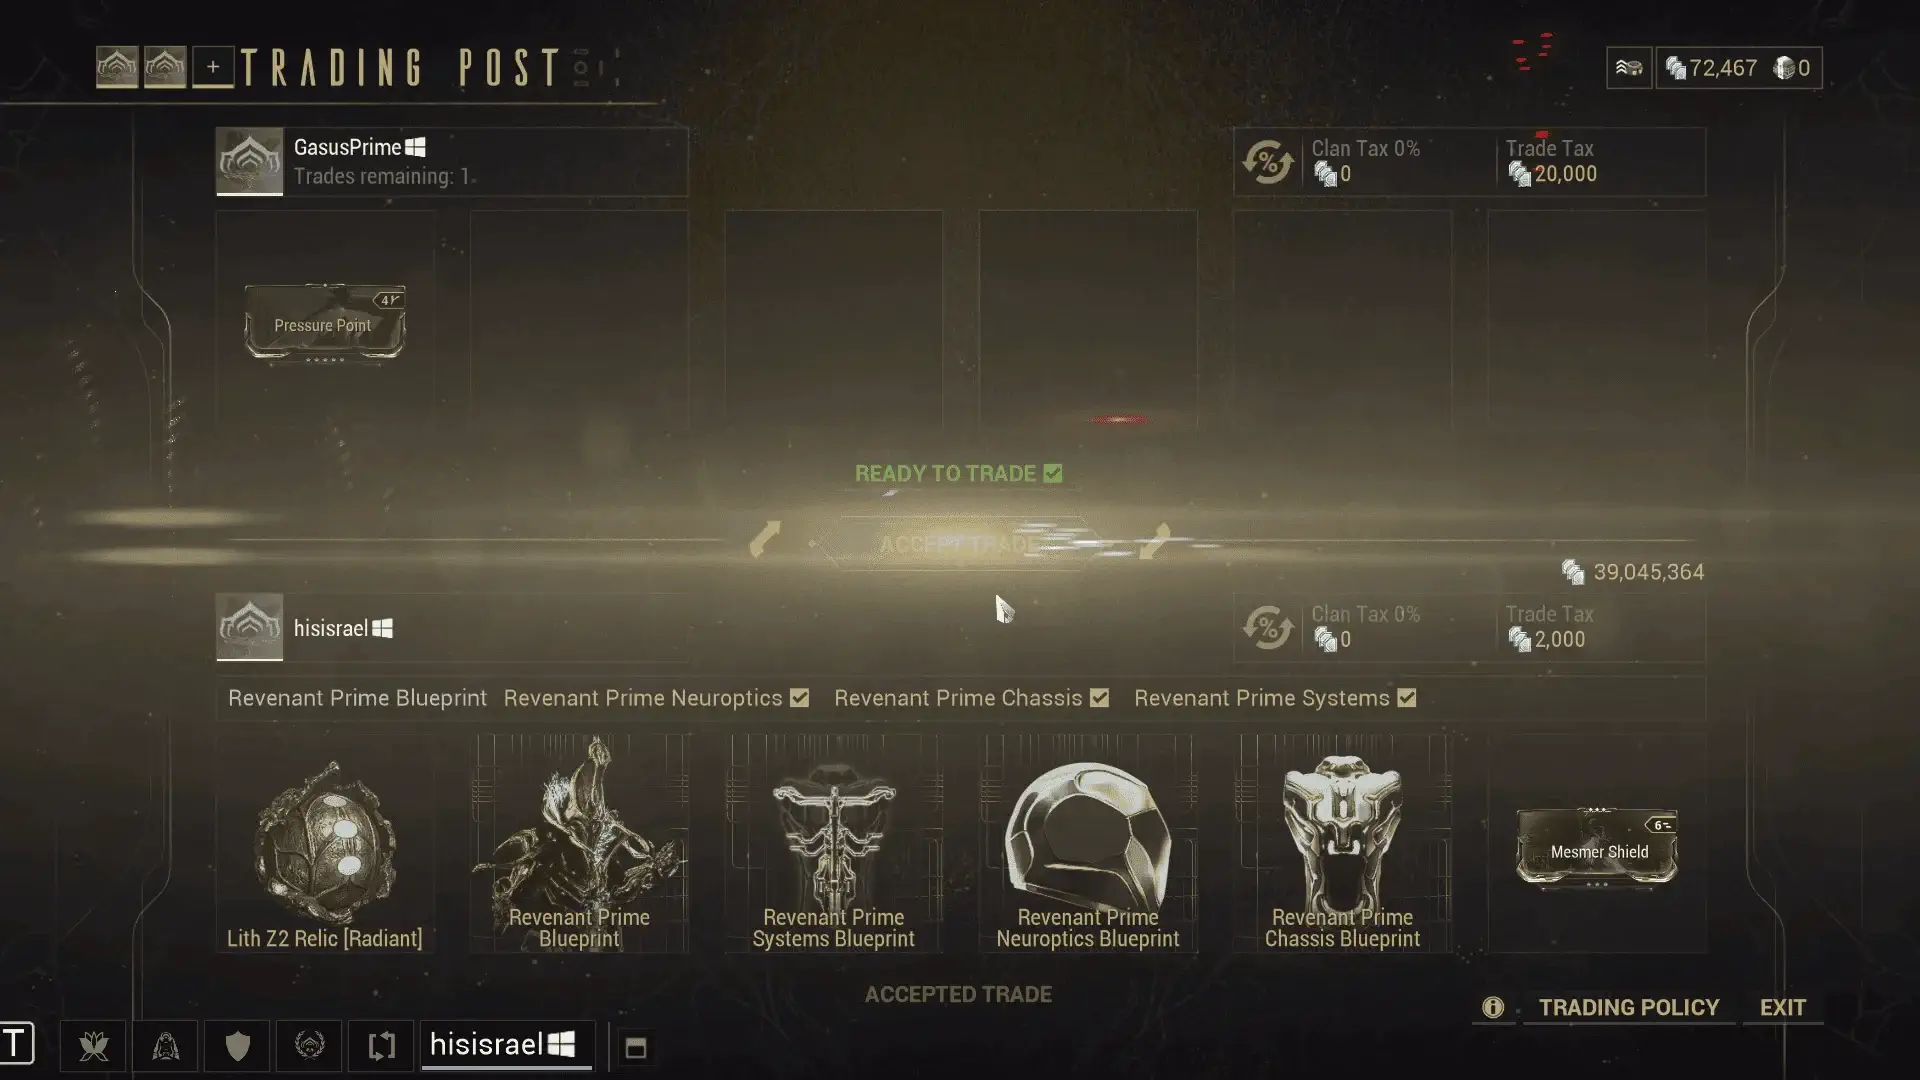 TRADING POST
72,467
0
GasusPrime
Trades remaining: 1
Clan Tax 0%
0
Trade Tax
20,000
4
Pressure Point
READY TO TRADE
ACCEPT TRADE
39,045,364
hisisrael
Clan Tax 0%
0
Trade Tax
2,000
Revenant Prime Blueprint Revenant Prime Neuroptics Revenant Prime Chassis Revenant Prime Systems
Lith Z2 Relic [Radiant]
Revenant Prime
Blueprint
Revenant Prime
Systems Blueprint
Revenant Prime
Neuroptics Blueprint
Revenant Prime
Chassis Blueprint
6
Mesmer Shield
ACCEPTED TRADE
TRADING POLICY
EXIT
T
hisisrael